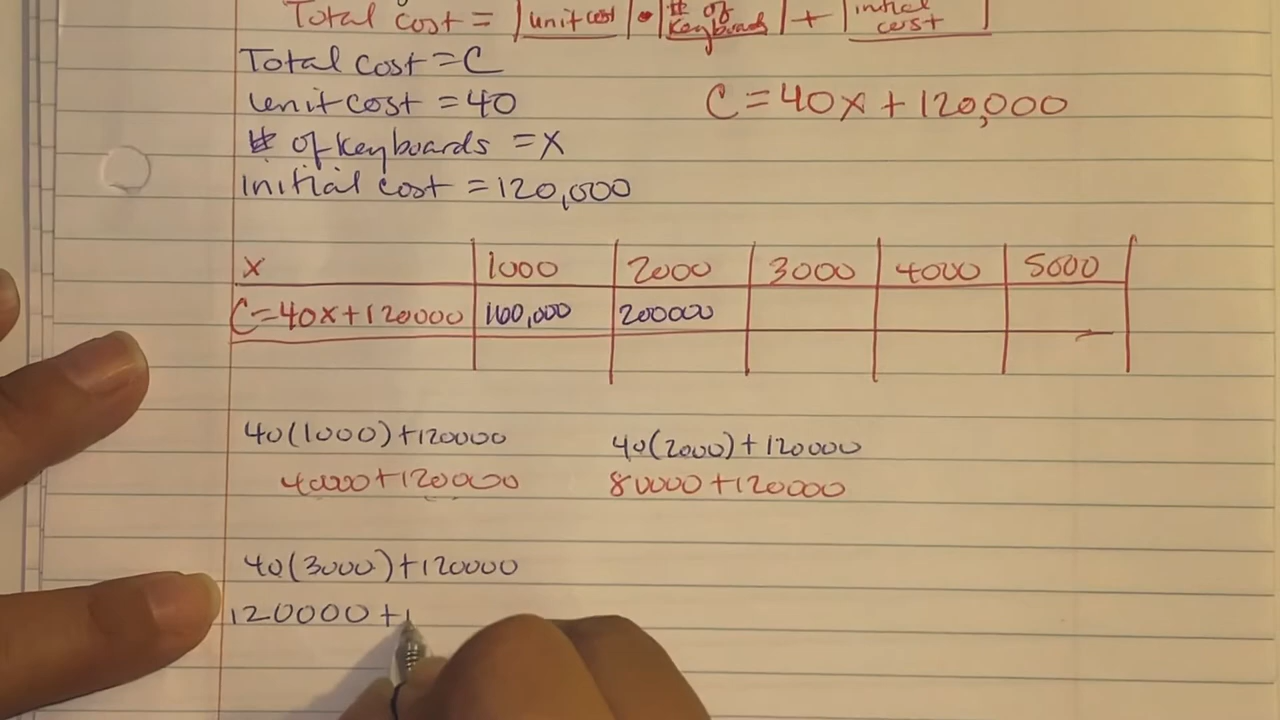 Total cost = |unit cost| • |# of keyboards| + |initial cost|
Total cost = C
unit cost = 40
C = 40x + 120,000
# of keyboards = x
initial cost = 120,000
x 1000 2000 3000 4000 5000
C=40x+120000 160,000 200000
40(1000)+120000 40(2000)+120000
40000+120000 80000+120000
40(3000)+120000
120000+1